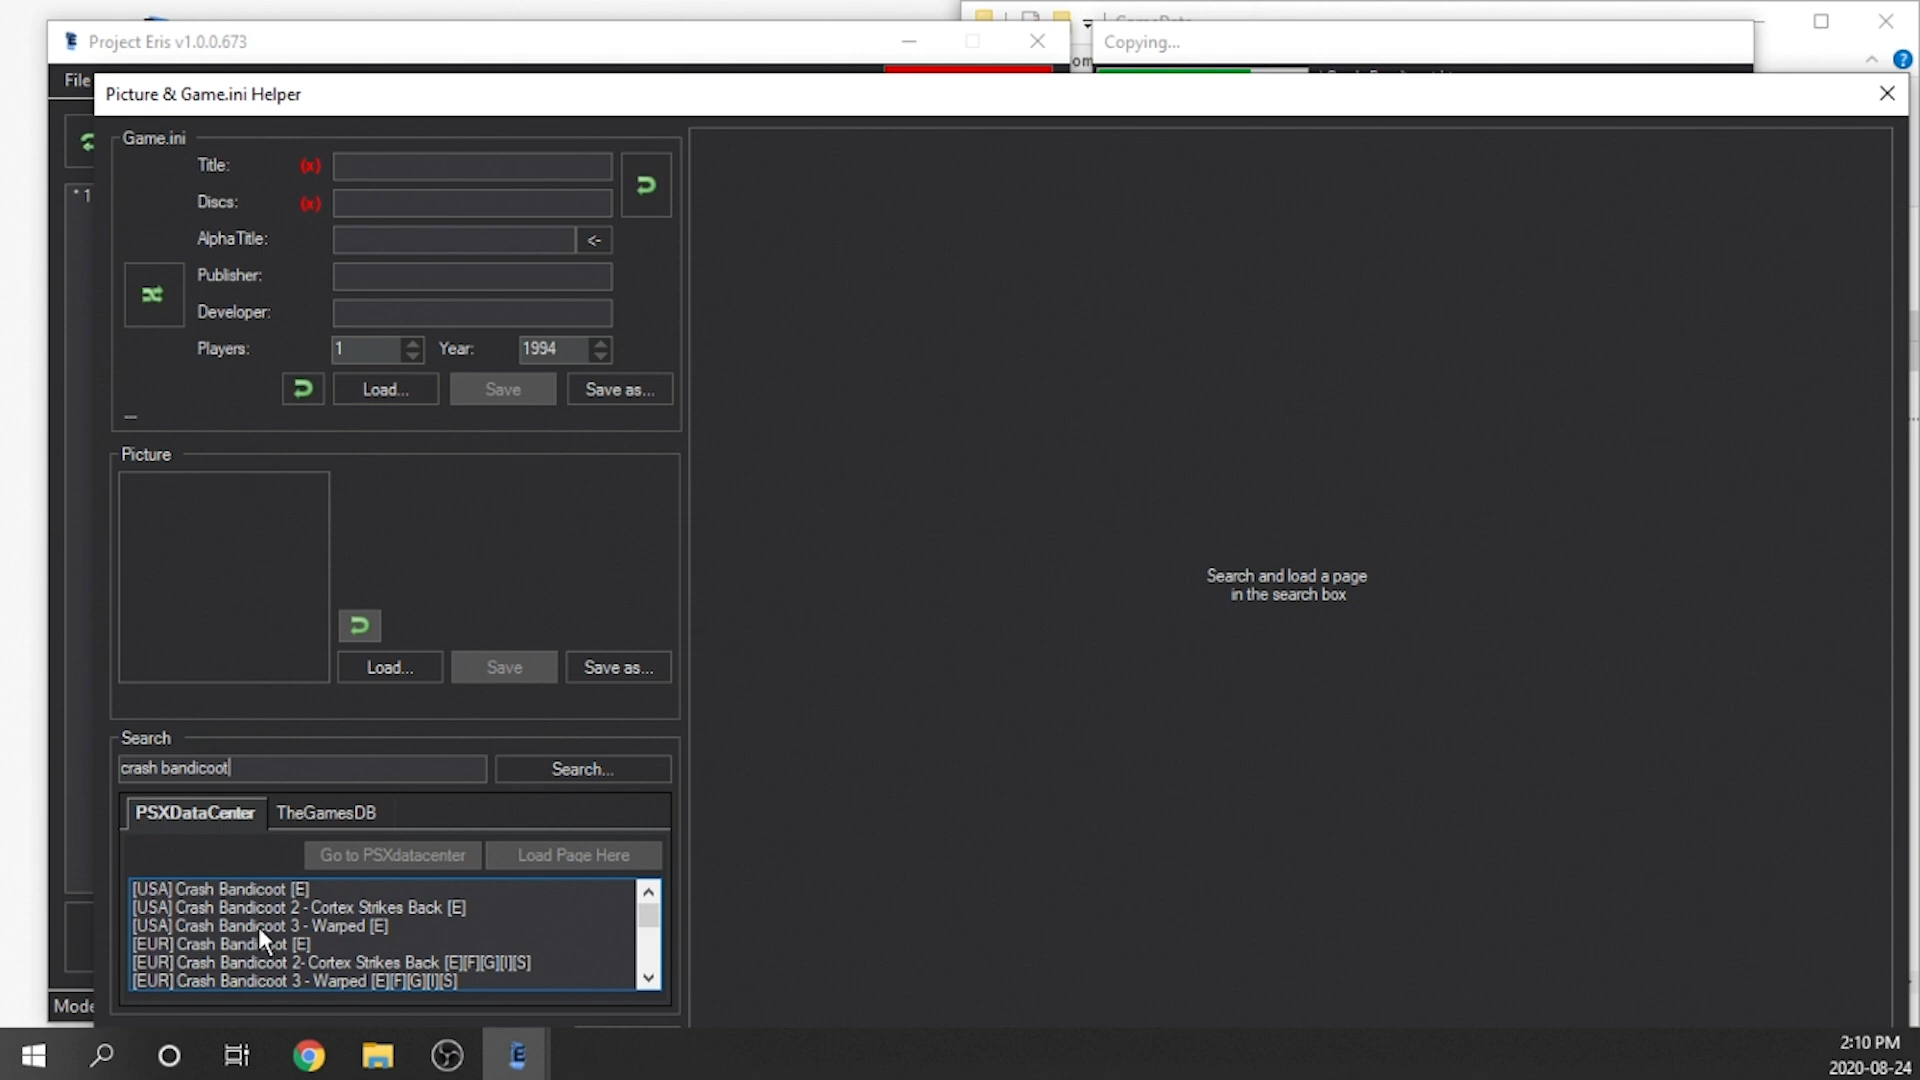 Project Eris v1.0.0.673
Copying...
File
Picture & Game.ini Helper
Game.ini
Title: (x)
Discs: (x)
AlphaTitle: <-
Publisher:
Developer:
Players: 1 Year: 1994
Load... Save Save as...
* 1
Picture
Load... Save Save as...
Search and load a page
in the search box
Search
crash bandicoot
Search...
PSXDataCenter TheGamesDB
Go to PSXdatacenter Load Page Here
[USA] Crash Bandicoot [E]
[USA] Crash Bandicoot 2 - Cortex Strikes Back [E]
[USA] Crash Bandicoot 3 - Warped [E]
[EUR] Crash Bandicoot [E]
[EUR] Crash Bandicoot 2- Cortex Strikes Back [E][F][G][I][S]
[EUR] Crash Bandicoot 3 - Warped [E][F][G][I][S]
Mode
2:10 PM
2020-08-24